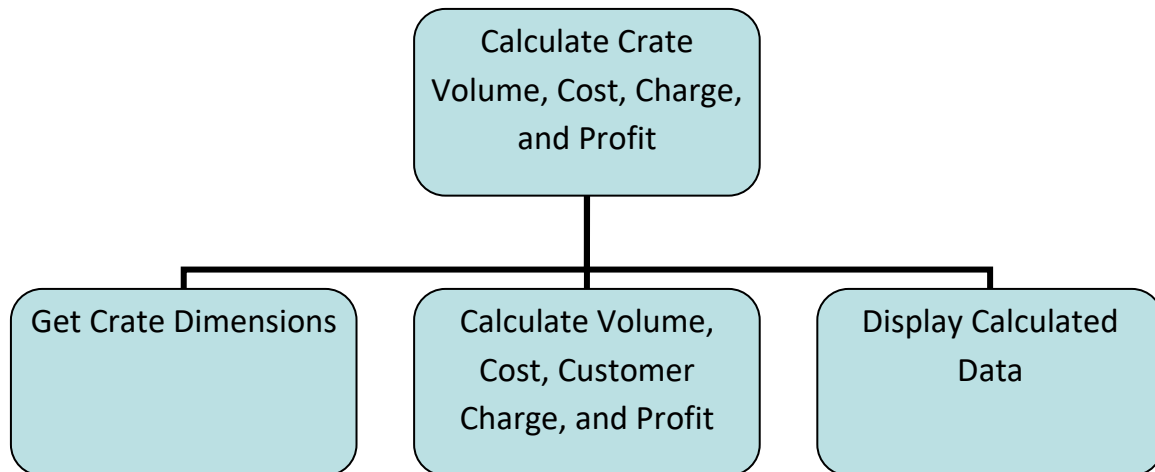 Calculate Crate
Volume, Cost, Charge,
and Profit
Get Crate Dimensions
Calculate Volume,
Cost, Customer
Charge, and Profit
Display Calculated
Data